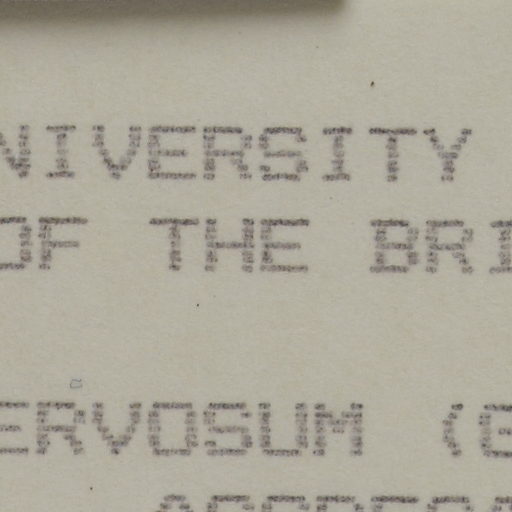 NIVERSITY
OF THE BRI
ERVOSUM (